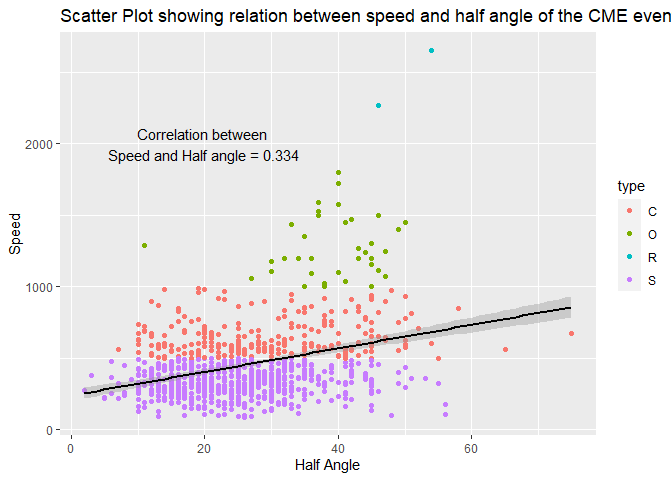 Scatter Plot showing relation between speed and half angle of the CME even
Correlation between
Speed and Half angle = 0.334
2000
1000
0
Speed
0 20 40 60
Half Angle
type
C
O
R
S